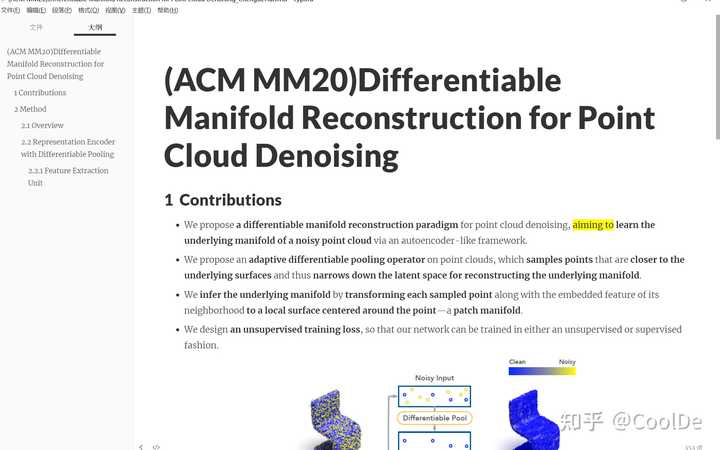 文件(F) 编辑(E) 段落(P) 格式(O) 视图(V) 主题(T) 帮助(H)
文件 大纲
(ACM MM20)Differentiable
Manifold Reconstruction for
Point Cloud Denoising
1 Contributions
2 Method
2.1 Overview
2.2 Representation Encoder
with Differentiable Pooling
2.2.1 Feature Extraction
Unit
(ACM MM20)Differentiable
Manifold Reconstruction for Point
Cloud Denoising
1 Contributions
• We propose a differentiable manifold reconstruction paradigm for point cloud denoising, aiming to learn the
underlying manifold of a noisy point cloud via an autoencoder-like framework.
• We propose an adaptive differentiable pooling operator on point clouds, which samples points that are closer to the
underlying surfaces and thus narrows down the latent space for reconstructing the underlying manifold.
• We infer the underlying manifold by transforming each sampled point along with the embedded feature of its
neighborhood to a local surface centered around the point—a patch manifold.
• We design an unsupervised training loss, so that our network can be trained in either an unsupervised or supervised
fashion.
Clean Noisy
Noisy Input
Differentiable Pool
知乎 @CoolDe